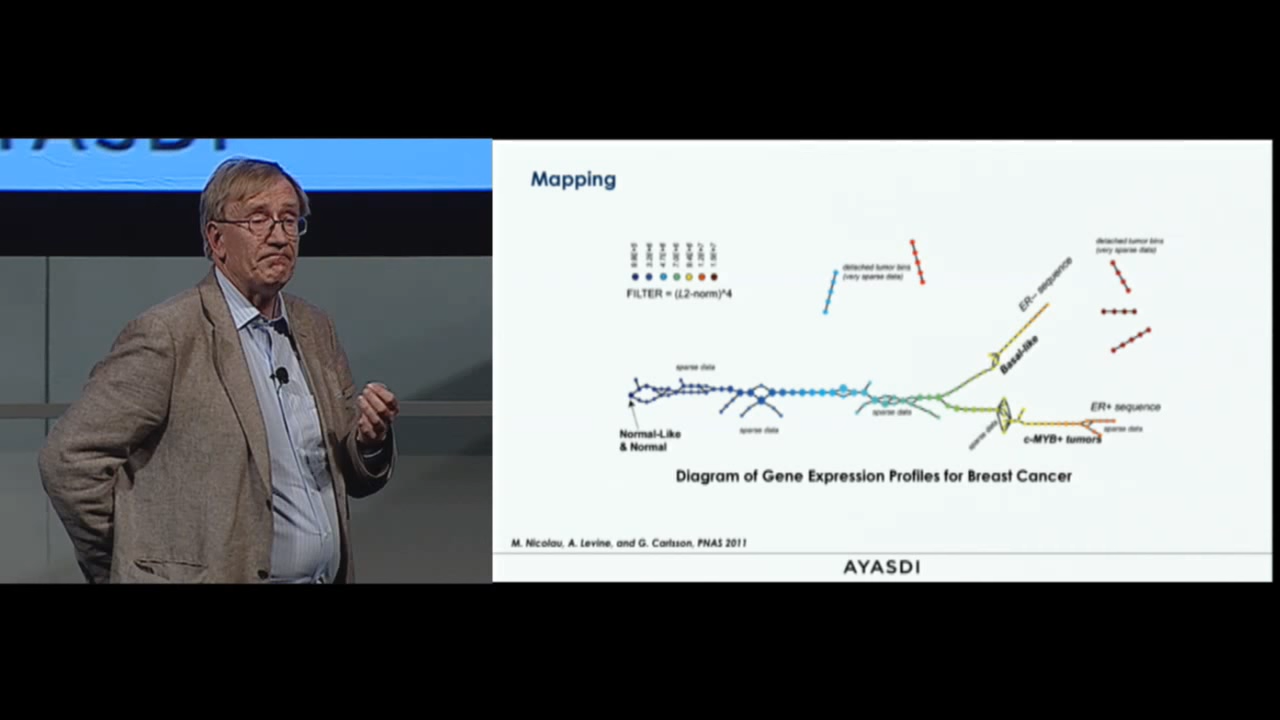 AYASDI
Mapping
FILTER = (L2-norm)^4
detached tumor bins
(very sparse data)
detached tumor bins
(very sparse data)
ER– sequence
Basal-like
sparse data
sparse data
sparse data
sparse data
Normal-Like
& Normal
ER+ sequence
sparse data
c-MYB+ tumors
Diagram of Gene Expression Profiles for Breast Cancer
M. Nicolau, A. Levine, and G. Carlsson, PNAS 2011
AYASDI